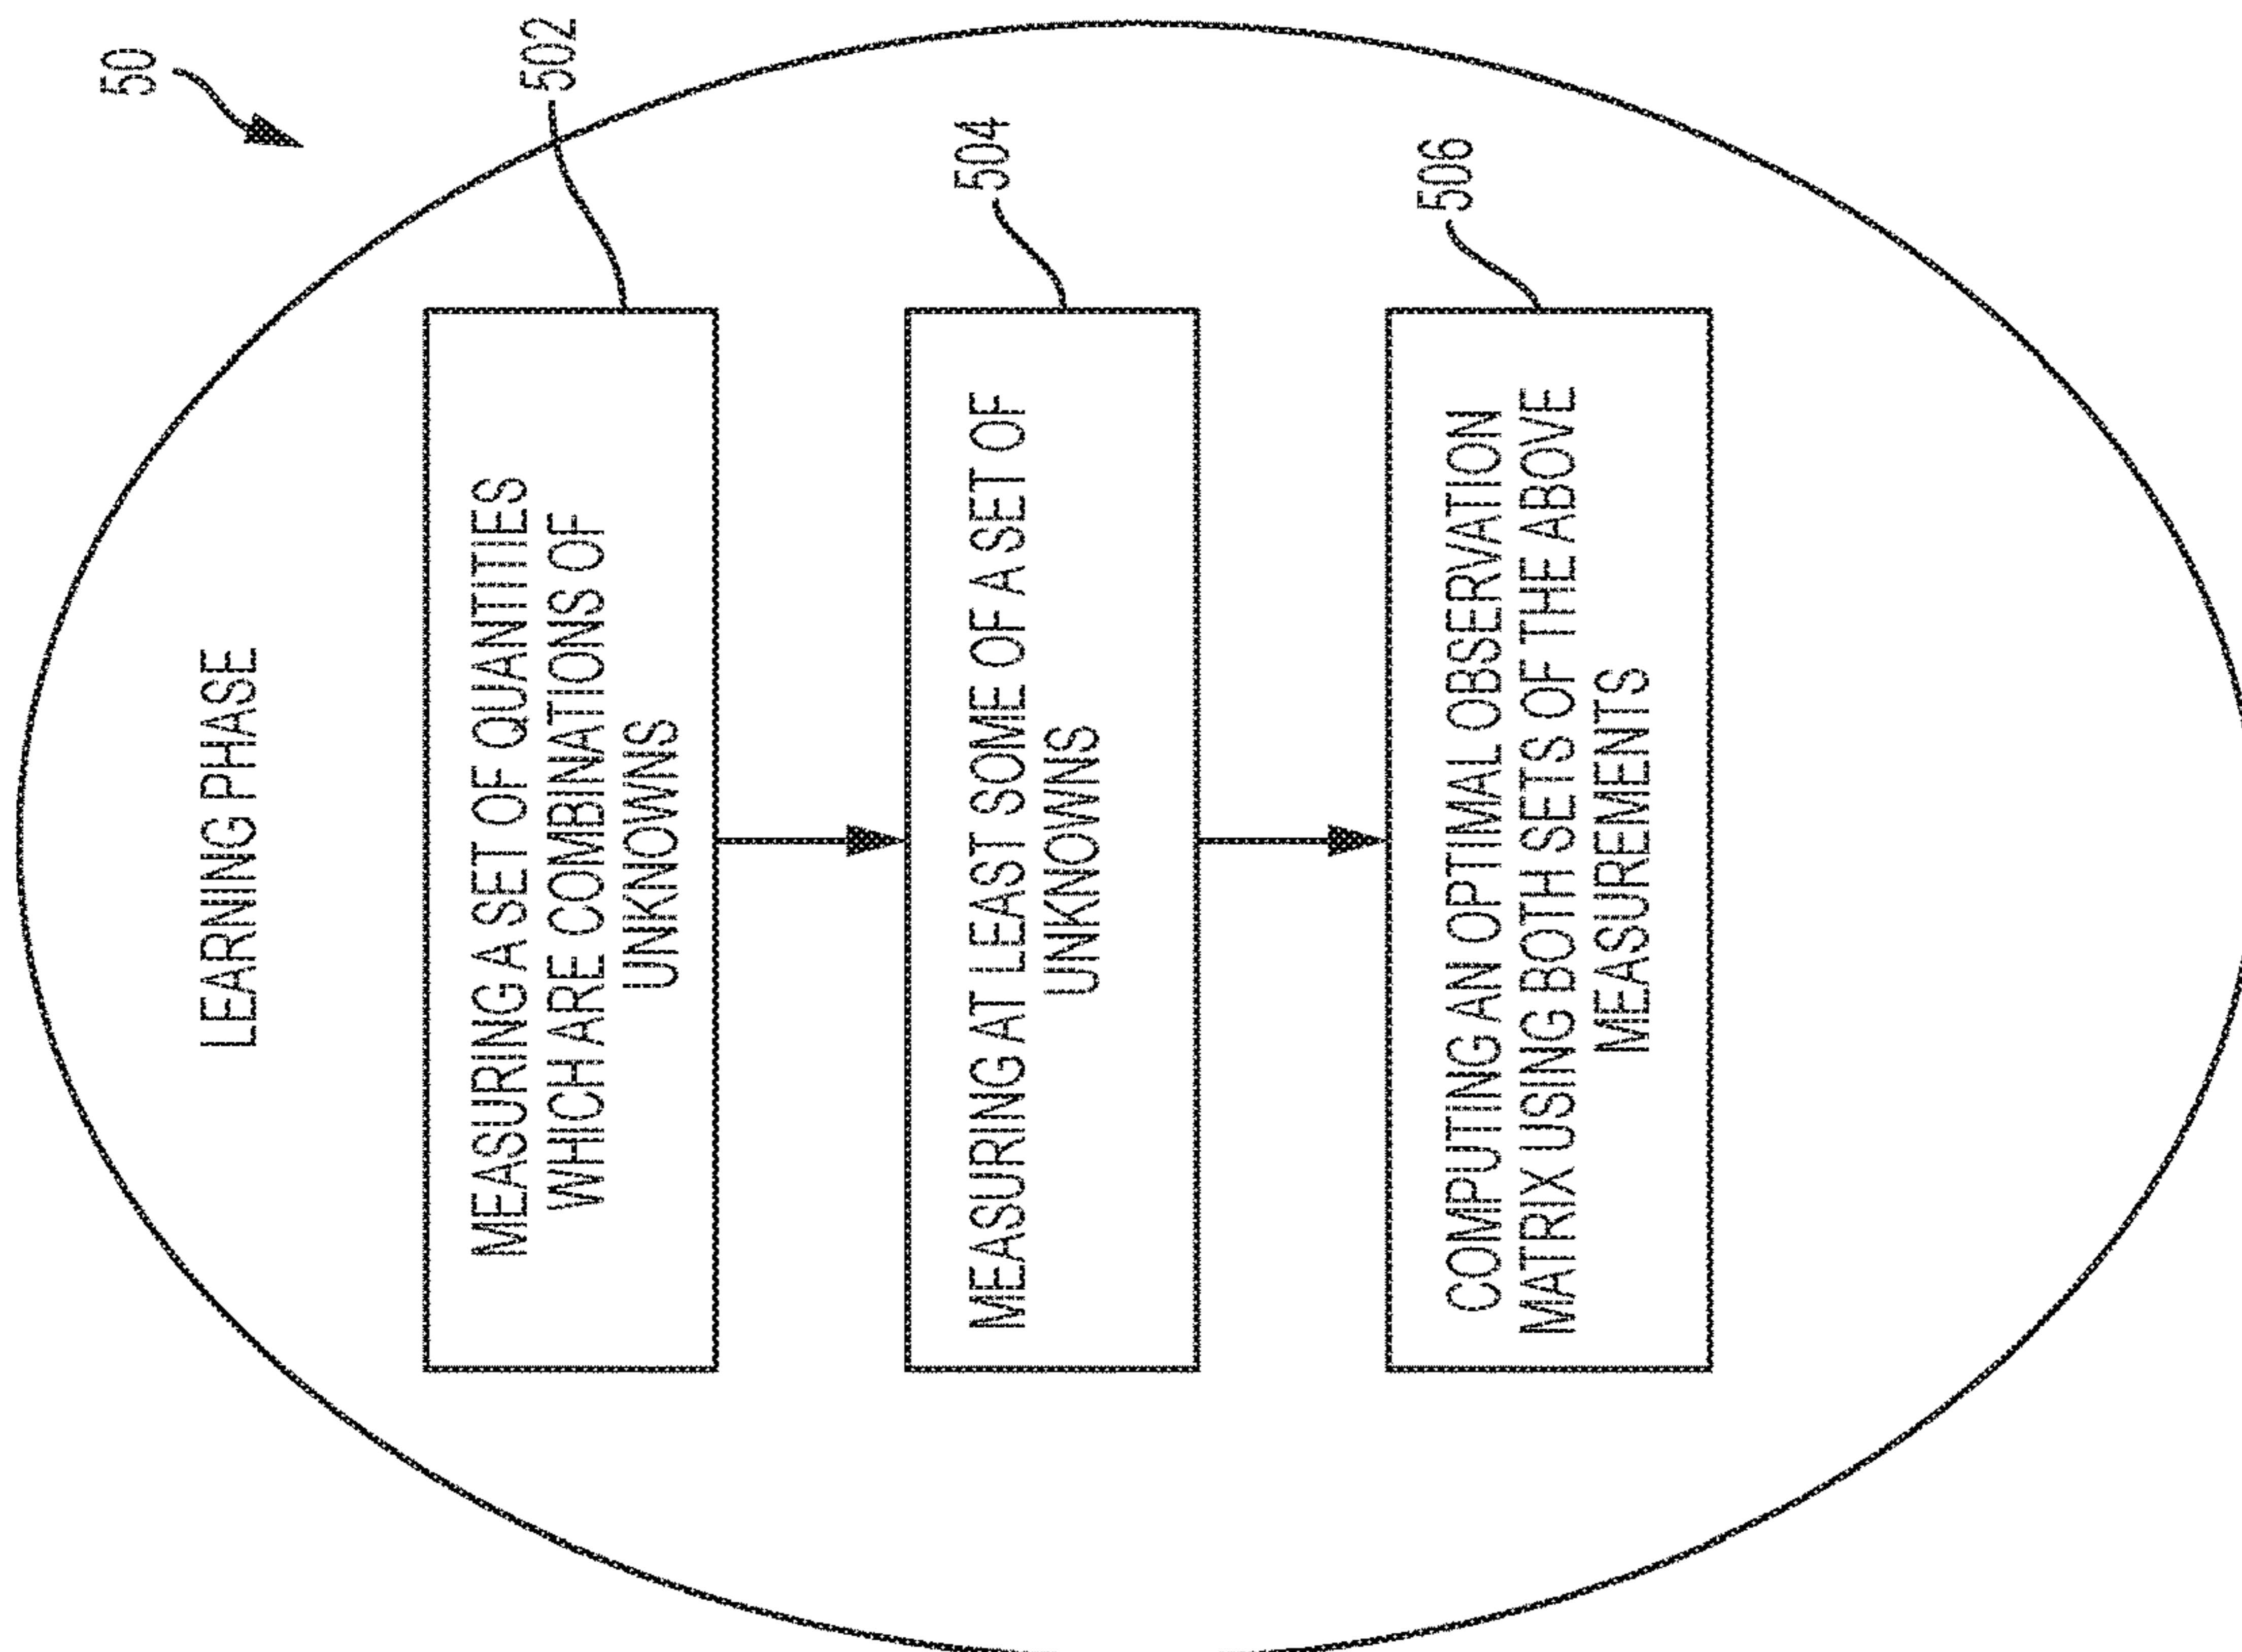 50
LEARNING PHASE
502
MEASURING A SET OF QUANTITIES
WHICH ARE COMBINATIONS OF
UNKNOWNS
504
MEASURING AT LEAST SOME OF A SET OF
UNKNOWNS
506
COMPUTING AN OPTIMAL OBSERVATION
MATRIX USING BOTH SETS OF THE ABOVE
MEASUREMENTS